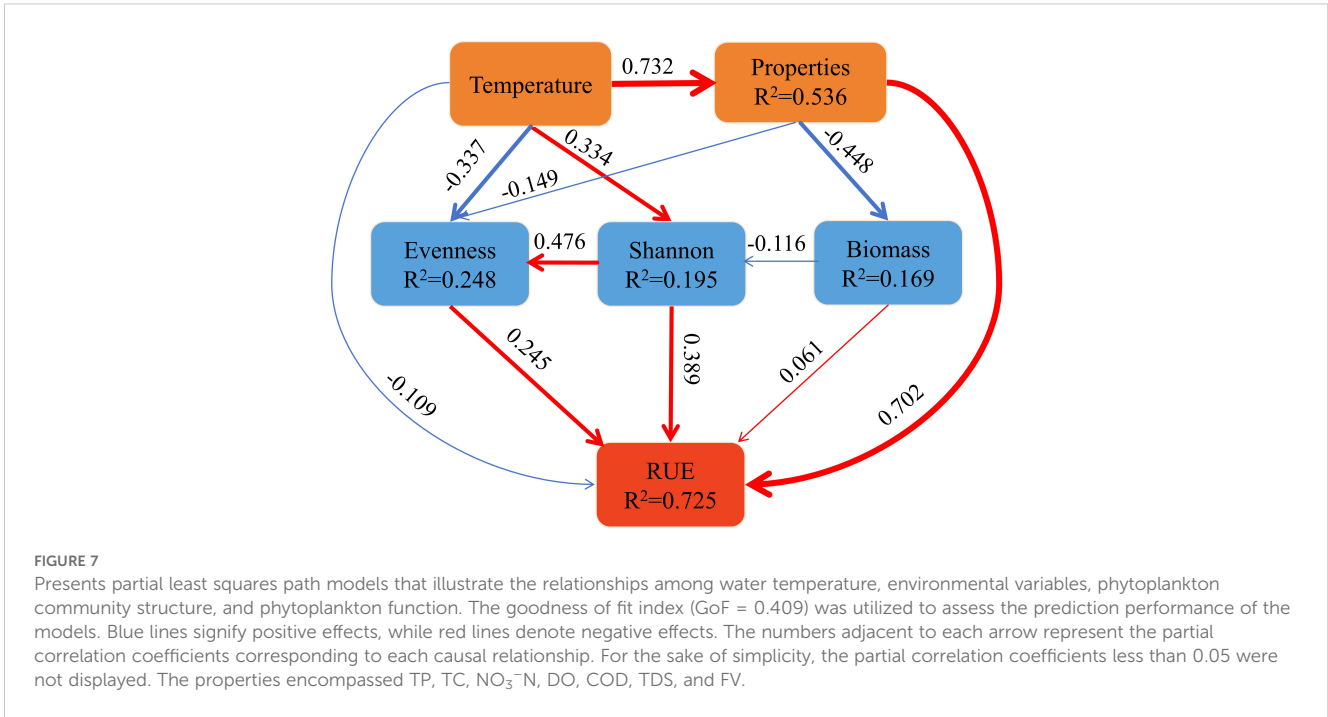 Temperature
0.732
Properties
R²=0.536
-0.337
0.334
-0.149
-0.448
Evenness
R²=0.248
0.476
Shannon
R²=0.195
-0.116
Biomass
R²=0.169
-0.109
0.245
0.389
0.061
0.702
RUE
R²=0.725
FIGURE 7
Presents partial least squares path models that illustrate the relationships among water temperature, environmental variables, phytoplankton
community structure, and phytoplankton function. The goodness of fit index (GoF = 0.409) was utilized to assess the prediction performance of the
models. Blue lines signify positive effects, while red lines denote negative effects. The numbers adjacent to each arrow represent the partial
correlation coefficients corresponding to each causal relationship. For the sake of simplicity, the partial correlation coefficients less than 0.05 were
not displayed. The properties encompassed TP, TC, NO₃⁻N, DO, COD, TDS, and FV.